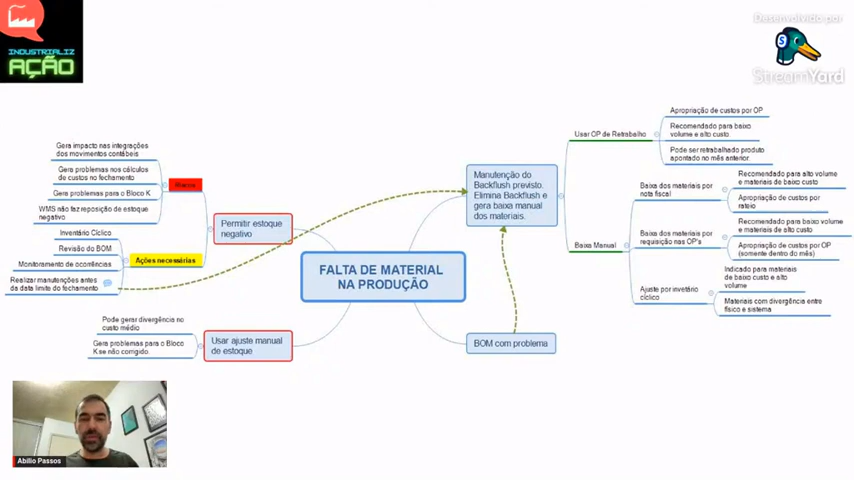 INDUSTRIALIZ
AÇÃO
Desenvolvido por
StreamYard
Gera impacto nas integrações
dos movimentos contábeis
Gera problemas nos cálculos
de custos no fechamento
Gera problemas para o Bloco K
WMS não faz reposição de estoque
negativo
Riscos
Inventário Cíclico
Revisão do BOM
Monitoramento de ocorrências
Realizar manutenções antes
da data limite do fechamento
Ações necessárias
Permitir estoque
negativo
Pode gerar divergência no
custo médio
Gera problemas para o Bloco
K se não corrigido.
Usar ajuste manual
de estoque
FALTA DE MATERIAL
NA PRODUÇÃO
Manutenção do
Backflush previsto.
Elimina Backflush e
gera baixa manual
dos materiais.
BOM com problema
Usar OP de Retrabalho
Apropriação de custos por OP
Recomendado para baixo
volume e alto custo.
Pode ser retrabalhado produto
apontado no mês anterior.
Baixa Manual
Baixa dos materiais por
nota fiscal
Recomendado para alto volume
e materiais de baixo custo
Apropriação de custos por
rateio
Baixa dos materiais por
requisição nas OP's
Recomendado para baixo volume
e materiais de alto custo
Apropriação de custos por OP
(somente dentro do mês)
Ajuste por invetário
cíclico
Indicado para materiais
de baixo custo e alto
volume
Materiais com divergência entre
físico e sistema
Abilio Passos